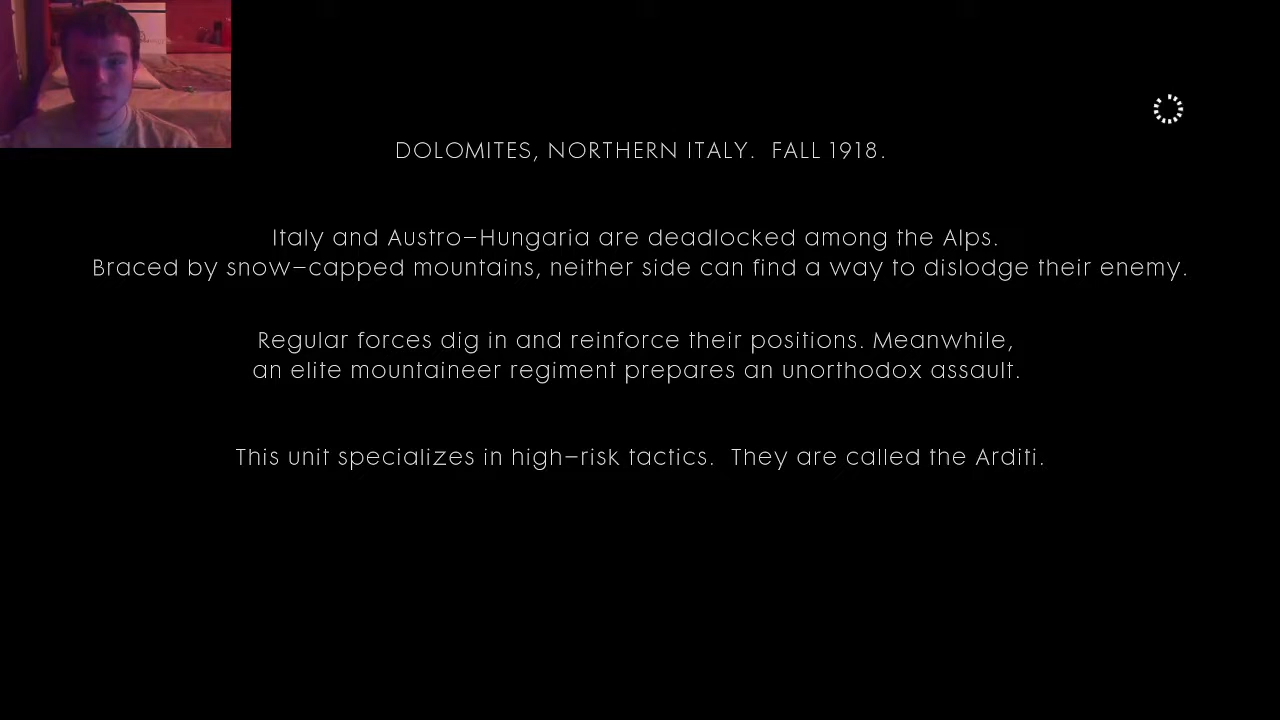 DOLOMITES, NORTHERN ITALY.  FALL 1918.
Italy and Austro-Hungaria are deadlocked among the Alps.
Braced by snow-capped mountains, neither side can find a way to dislodge their enemy.
Regular forces dig in and reinforce their positions. Meanwhile,
an elite mountaineer regiment prepares an unorthodox assault.
This unit specializes in high-risk tactics.  They are called the Arditi.